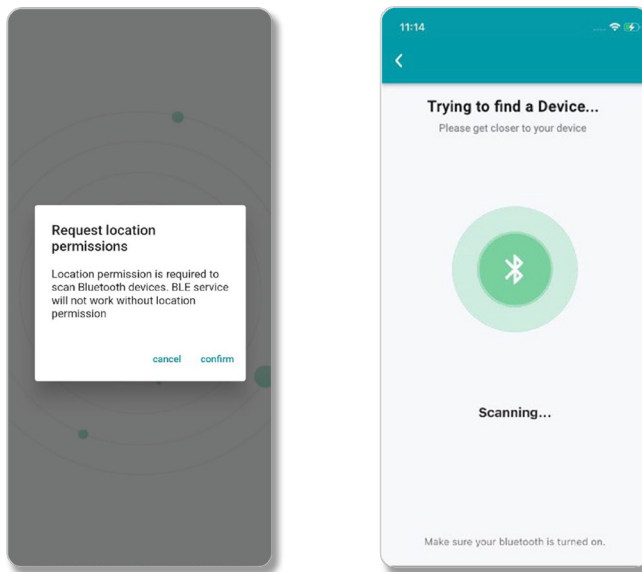 Request location
permissions
Location permission is required to
scan Bluetooth devices. BLE service
will not work without location
permission
cancel confirm
11:14
Trying to find a Device...
Please get closer to your device
Scanning...
Make sure your bluetooth is turned on.